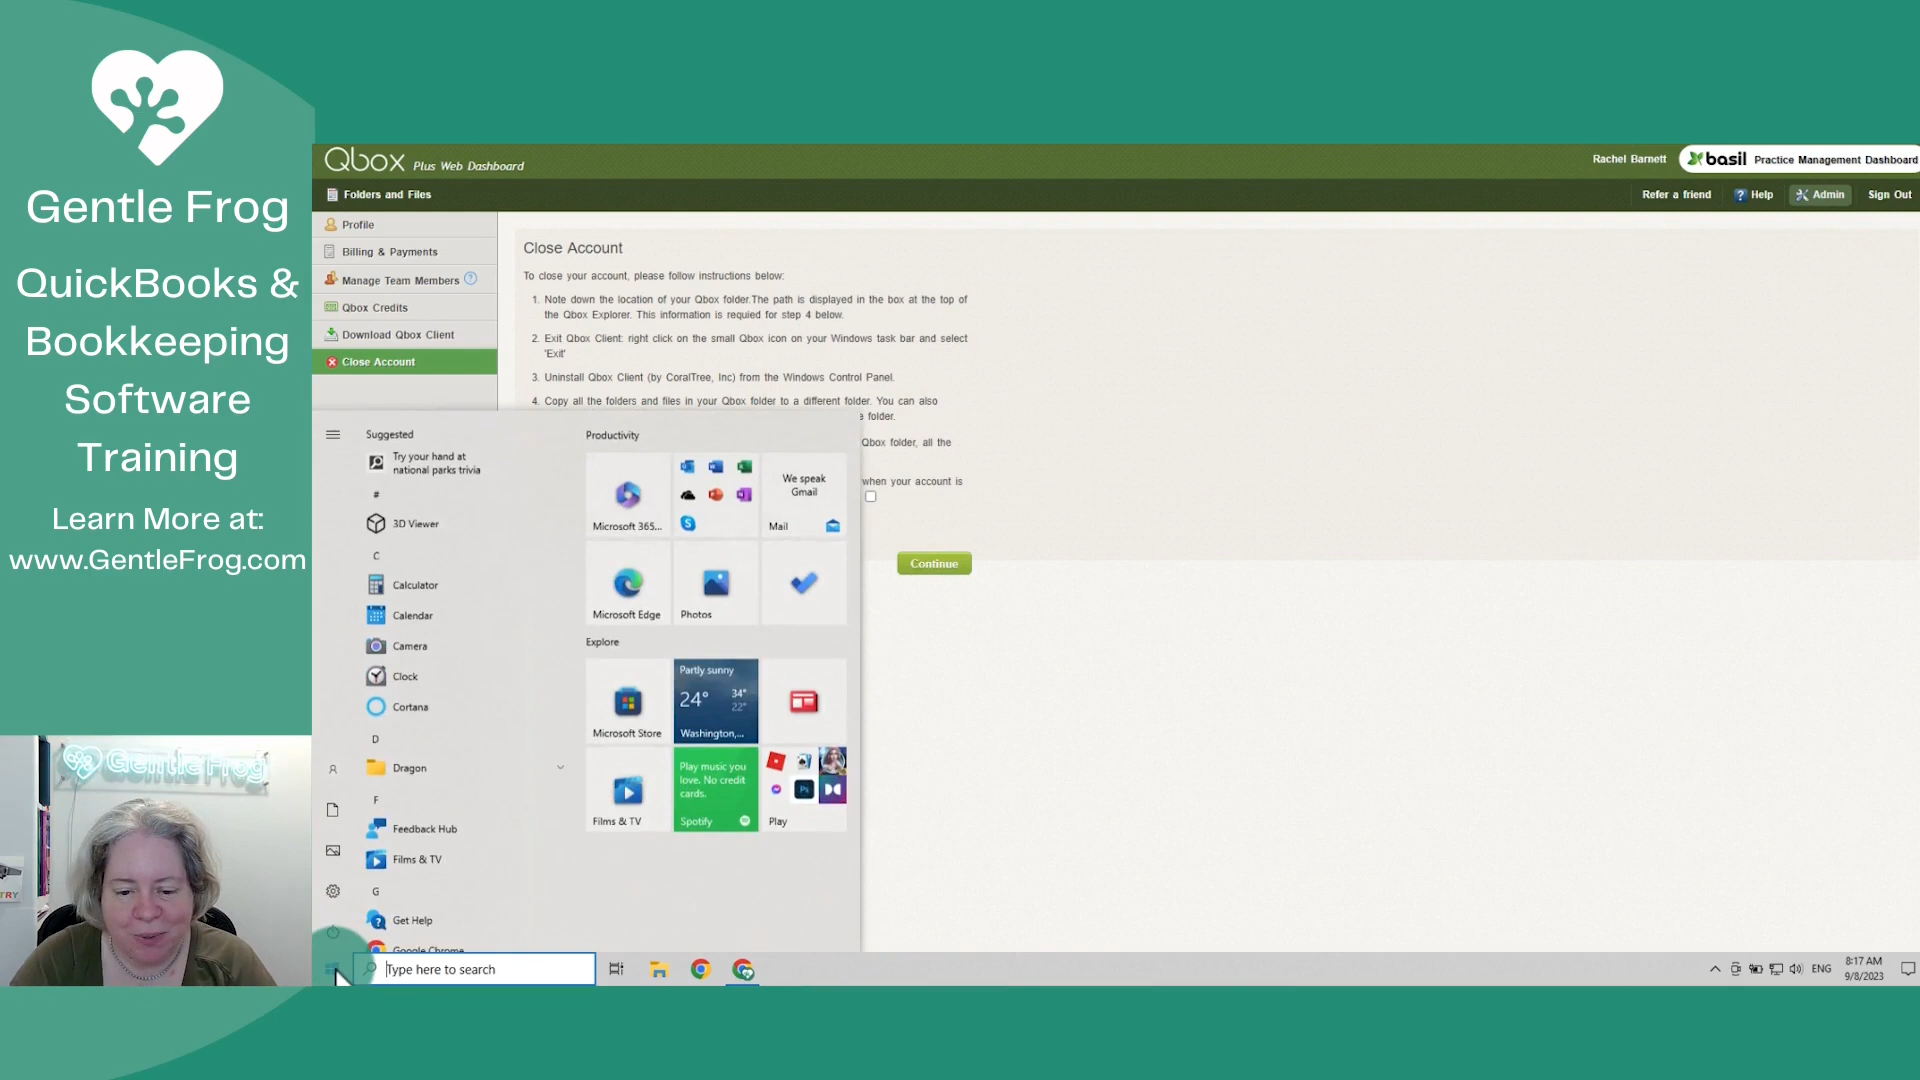 Gentle Frog
QuickBooks &
Bookkeeping
Software
Training
Learn More at:
www.GentleFrog.com
Gentle Frog
TRY
Qbox Plus Web Dashboard
Rachel Barnett
basil Practice Management Dashboard
Folders and Files
Refer a friend
? Help
Admin
Sign Out
Profile
Billing & Payments
Manage Team Members ?
Qbox Credits
Download Qbox Client
Close Account
Close Account
To close your account, please follow instructions below:
1. Note down the location of your Qbox folder.The path is displayed in the box at the top of
the Qbox Explorer. This information is requied for step 4 below.
2. Exit Qbox Client: right click on the small Qbox icon on your Windows task bar and select
'Exit'
3. Uninstall Qbox Client (by CoralTree, Inc) from the Windows Control Panel.
4. Copy all the folders and files in your Qbox folder to a different folder. You can also
e folder.
Qbox folder, all the
when your account is
Continue
Suggested
Try your hand at
national parks trivia
#
3D Viewer
C
Calculator
Calendar
Camera
Clock
Cortana
D
Dragon
F
Feedback Hub
Films & TV
G
Get Help
Google Chrome
Productivity
Microsoft 365...
We speak
Gmail
Mail
Microsoft Edge
Photos
Explore
Microsoft Store
Partly sunny
24° 34°
22°
Washington,...
Films & TV
Play music you
love. No credit
cards.
Spotify
Ps
Play
Type here to search
ENG
8:17 AM
9/8/2023